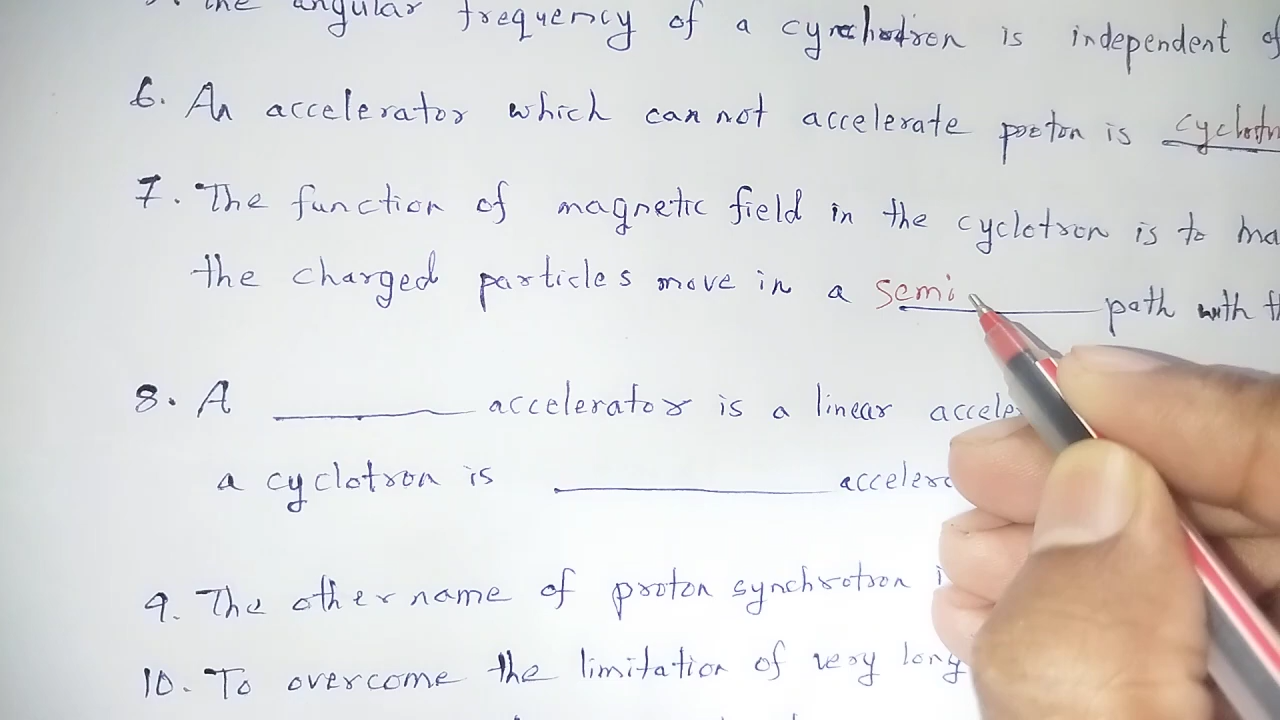 The angular frequency of a is independent of
6. An accelerator which can not accelerate proton is cyclotr
7. The function of magnetic field in the cyclotron is to ma
the charged particles move in a semi path with th
8. A accelerator is a linear accele
a cyclotron is accelera
9. The other name of proton synchrotron i
10. To overcome the limitation of very long